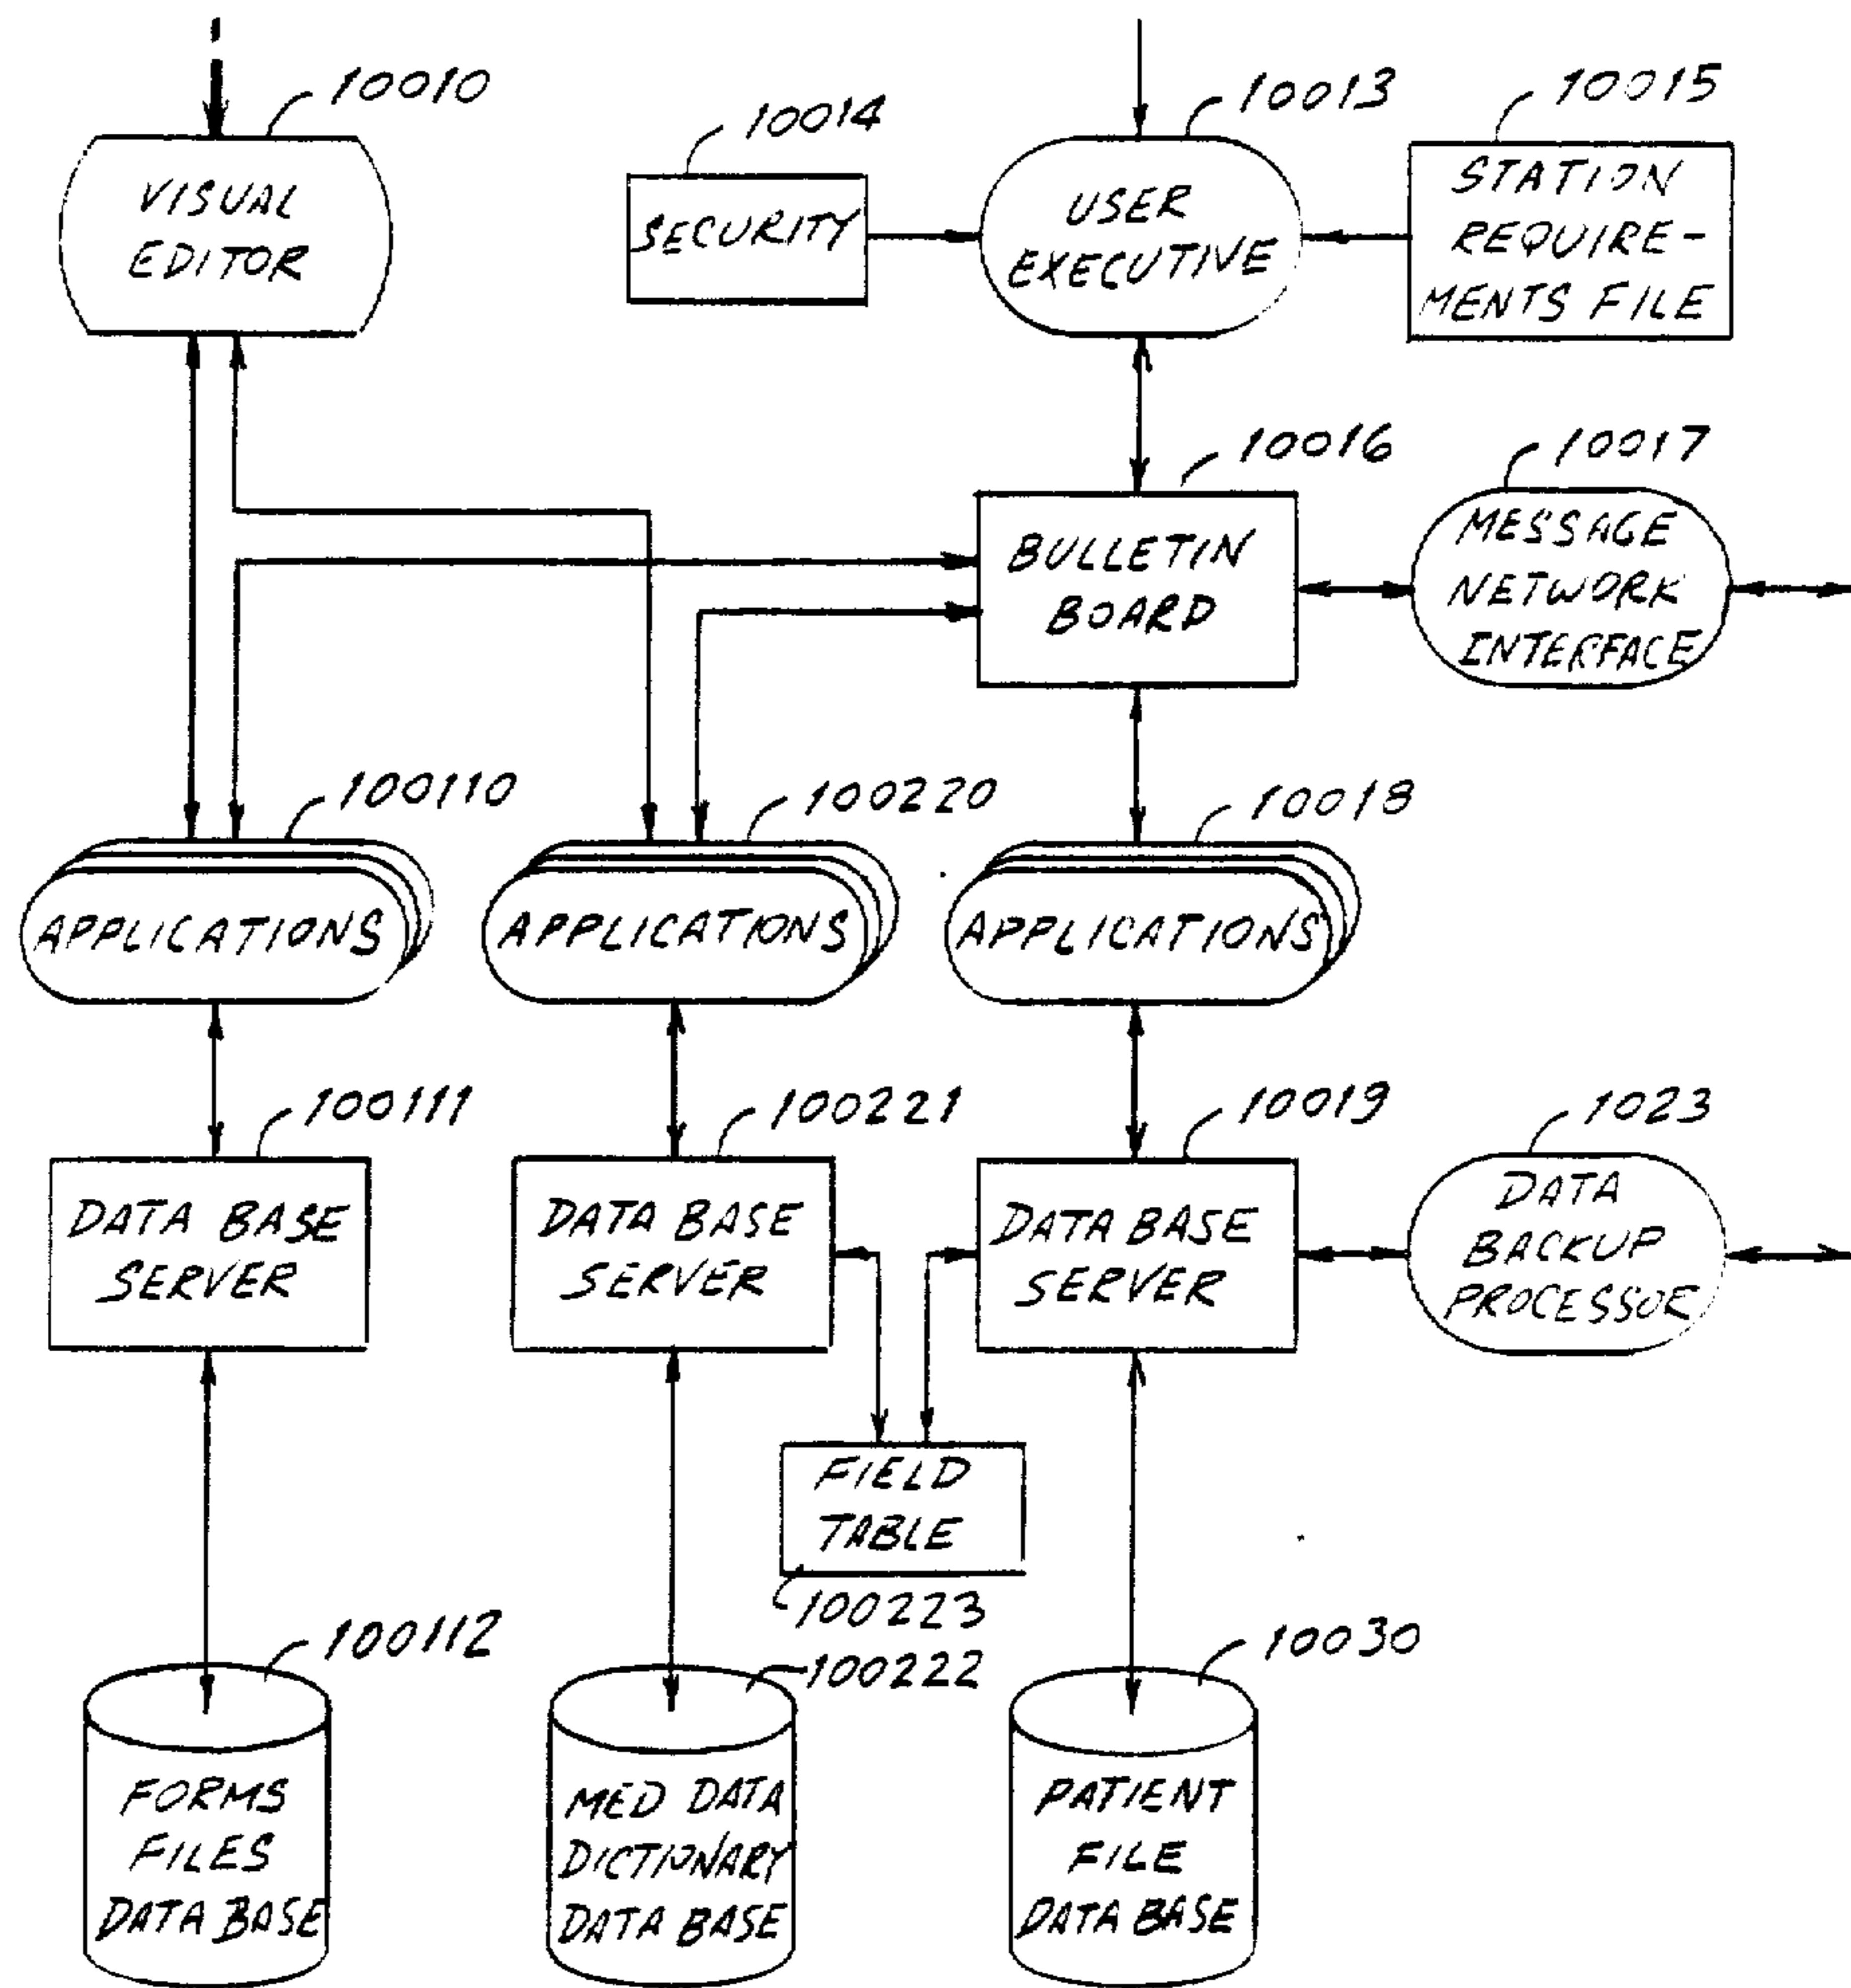 10010
VISUAL
EDITOR
10014
SECURITY
10013
USER
EXECUTIVE
10015
STATION
REQUIRE-
MENTS FILE
10016
BULLETIN
BOARD
10017
MESSAGE
NETWORK
INTERFACE
100110
APPLICATIONS
100220
APPLICATIONS
10018
APPLICATIONS
100111
DATA BASE
SERVER
100221
DATA BASE
SERVER
10019
DATA BASE
SERVER
1023
DATA
BACKUP
PROCESSOR
FIELD
TABLE
100223
100112
FORMS
FILES
DATA BASE
100222
MED DATA
DICTIONARY
DATA BASE
10030
PATIENT
FILE
DATA BASE